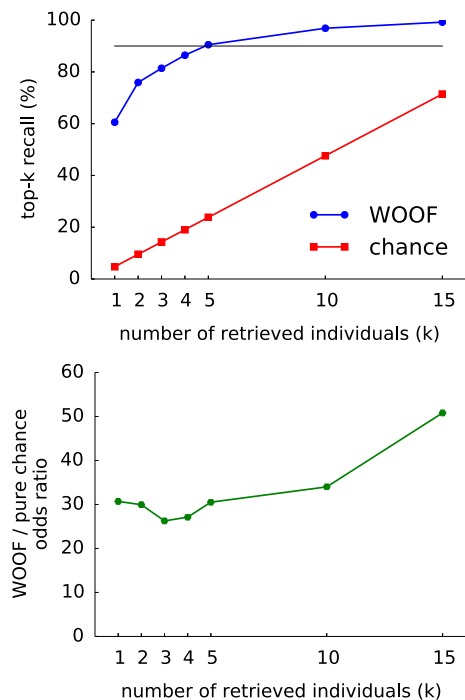 100
80
60
40
20
0
top-k recall (%)
WOOF
chance
1 2 3 4 5 10 15
number of retrieved individuals (k)
60
50
40
30
20
10
0
WOOF / pure chance
odds ratio
1 2 3 4 5 10 15
number of retrieved individuals (k)